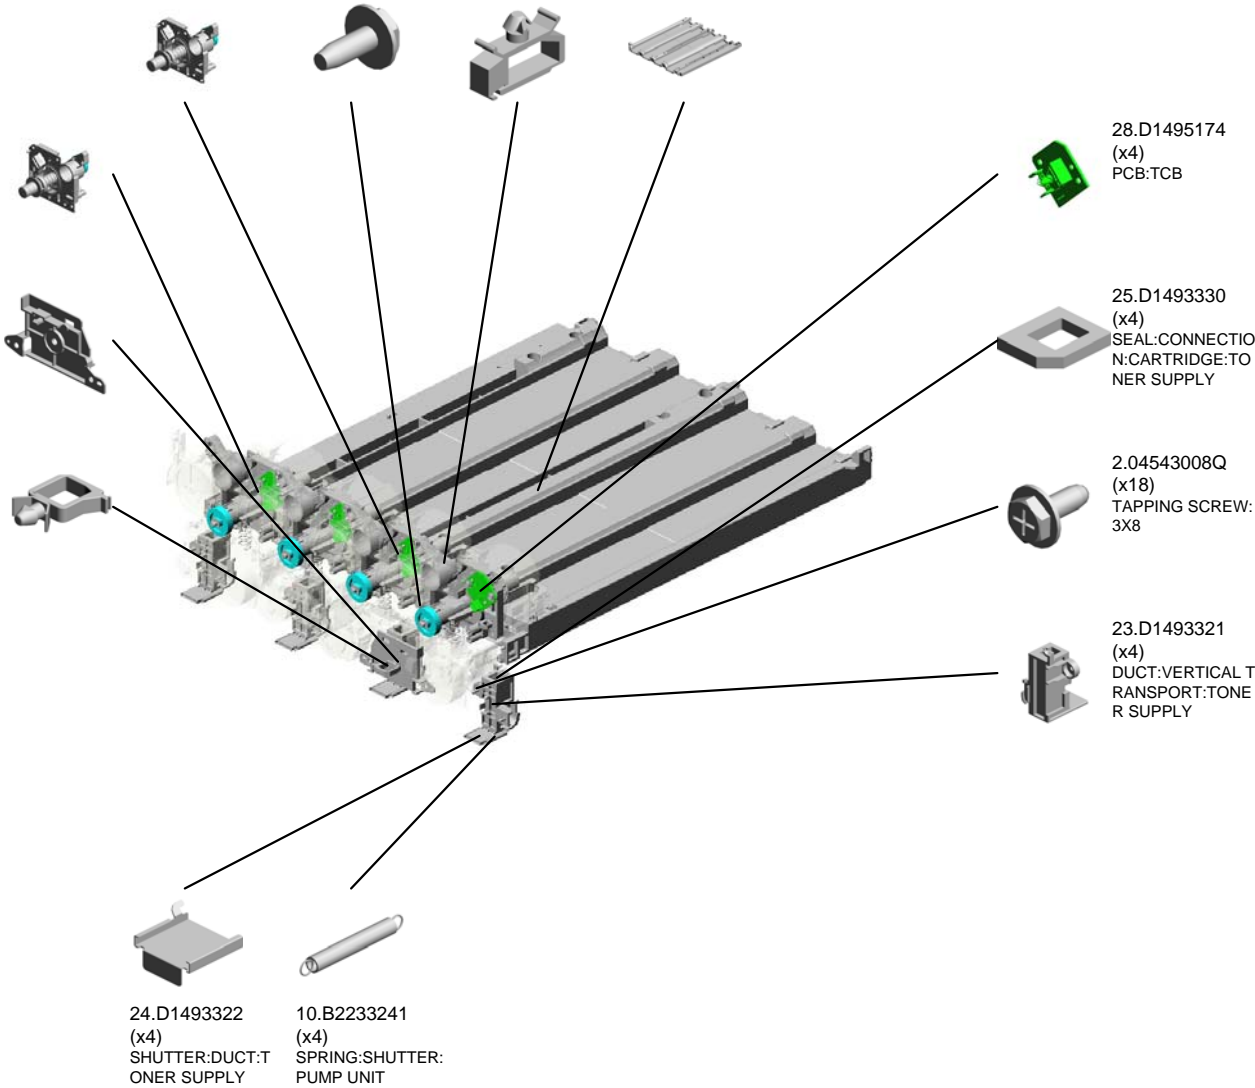 28.D1495174
(x4)
PCB:TCB
25.D1493330
(x4)
SEAL:CONNECTIO
N:CARTRIDGE:TO
NER SUPPLY
2.04543008Q
(x18)
TAPPING SCREW:
3X8
23.D1493321
(x4)
DUCT:VERTICAL T
RANSPORT:TONE
R SUPPLY
24.D1493322
(x4)
SHUTTER:DUCT:T
ONER SUPPLY
10.B2233241
(x4)
SPRING:SHUTTER:
PUMP UNIT